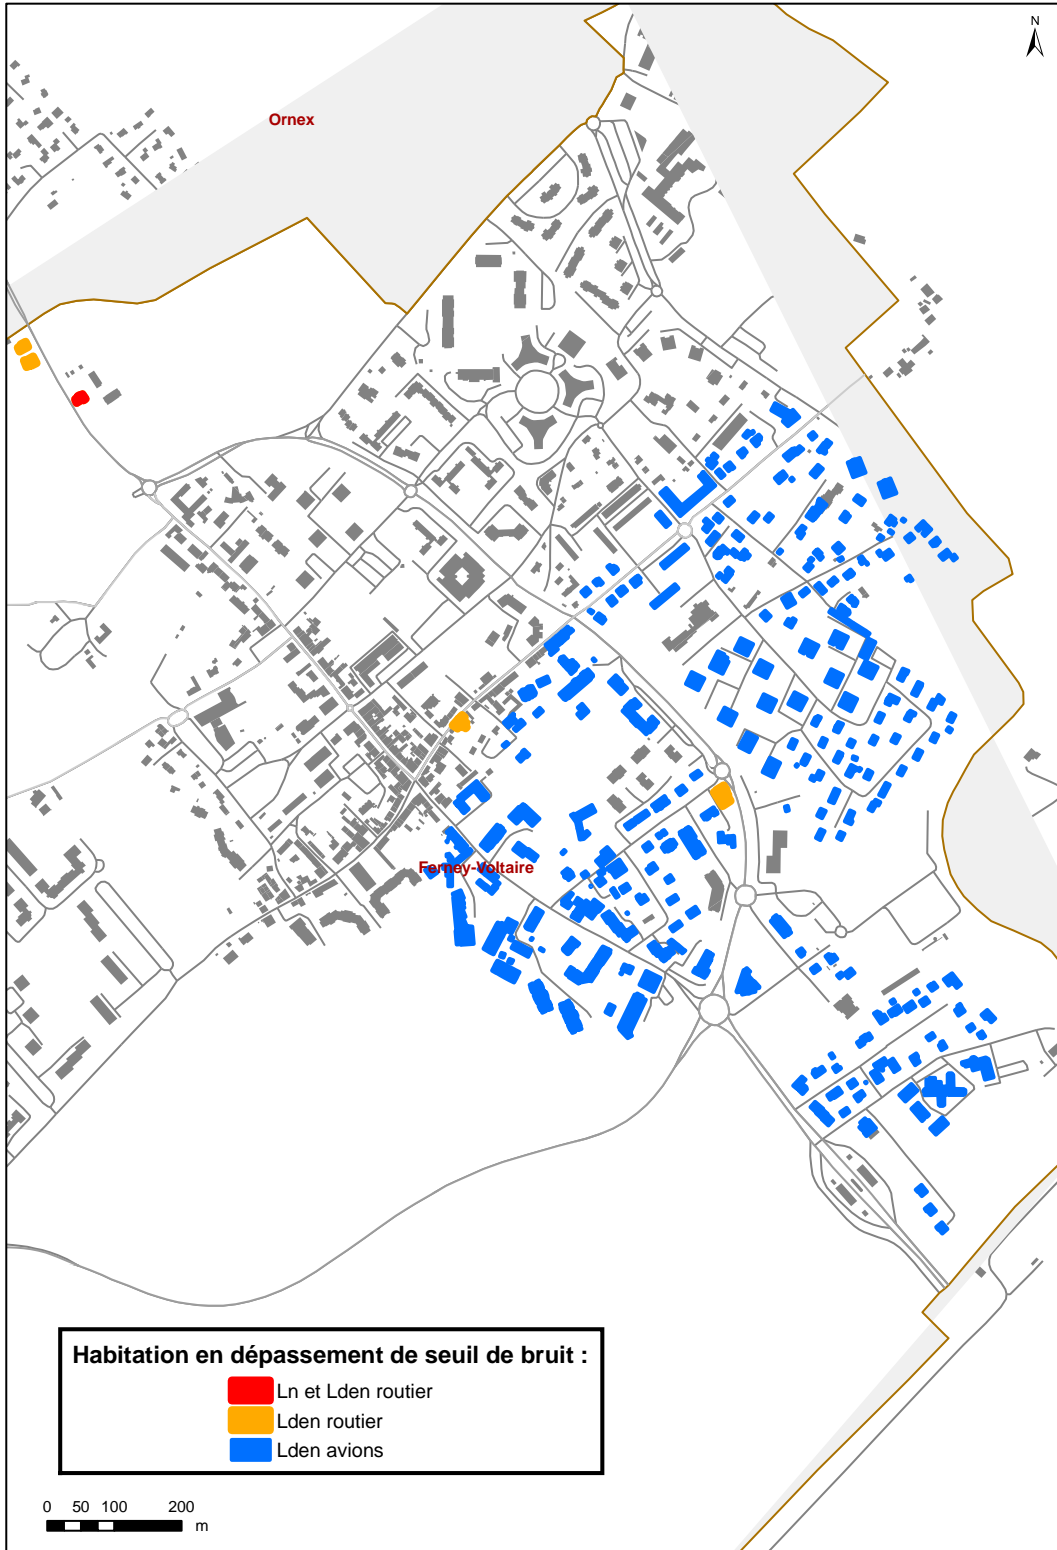 N
Ornex
Ferney-Voltaire
Habitation en dépassement de seuil de bruit :
Ln et Lden routier
Lden routier
Lden avions
0 50 100 200
m